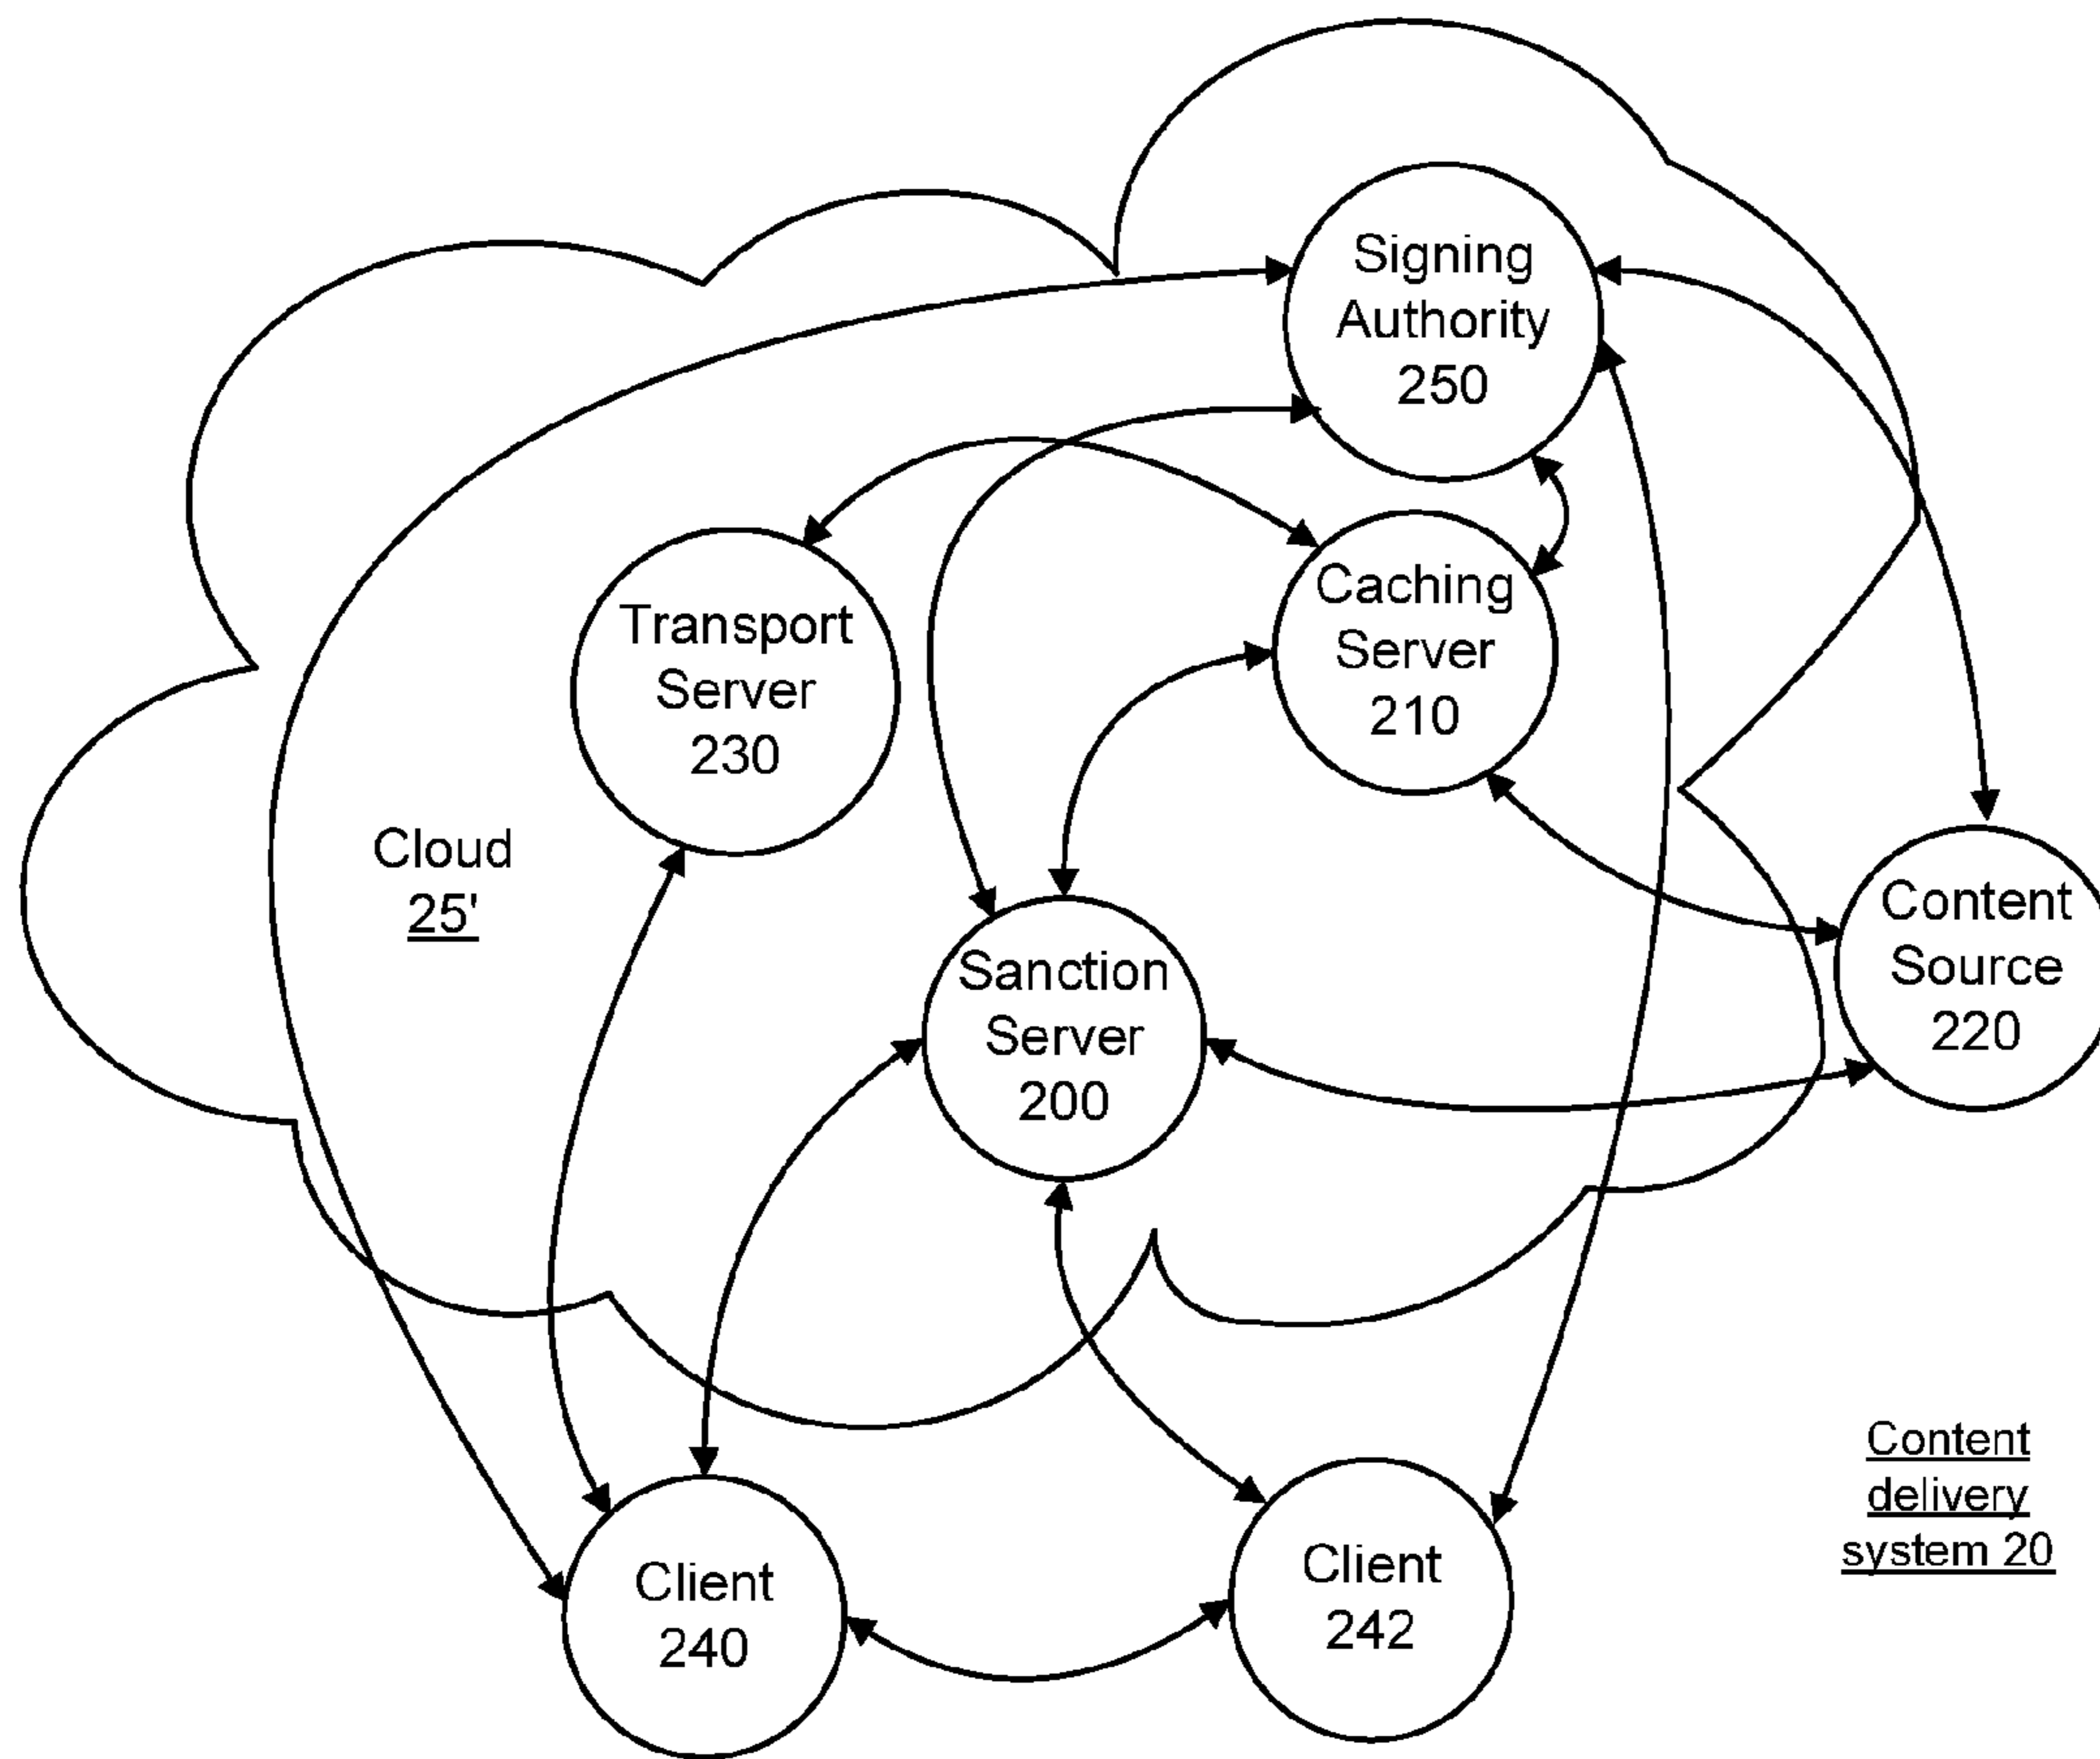 Signing
Authority
250
Transport
Server
230
Caching
Server
210
Cloud
25'
Content
Source
220
Sanction
Server
200
Client
240
Client
242
Content
delivery
system 20